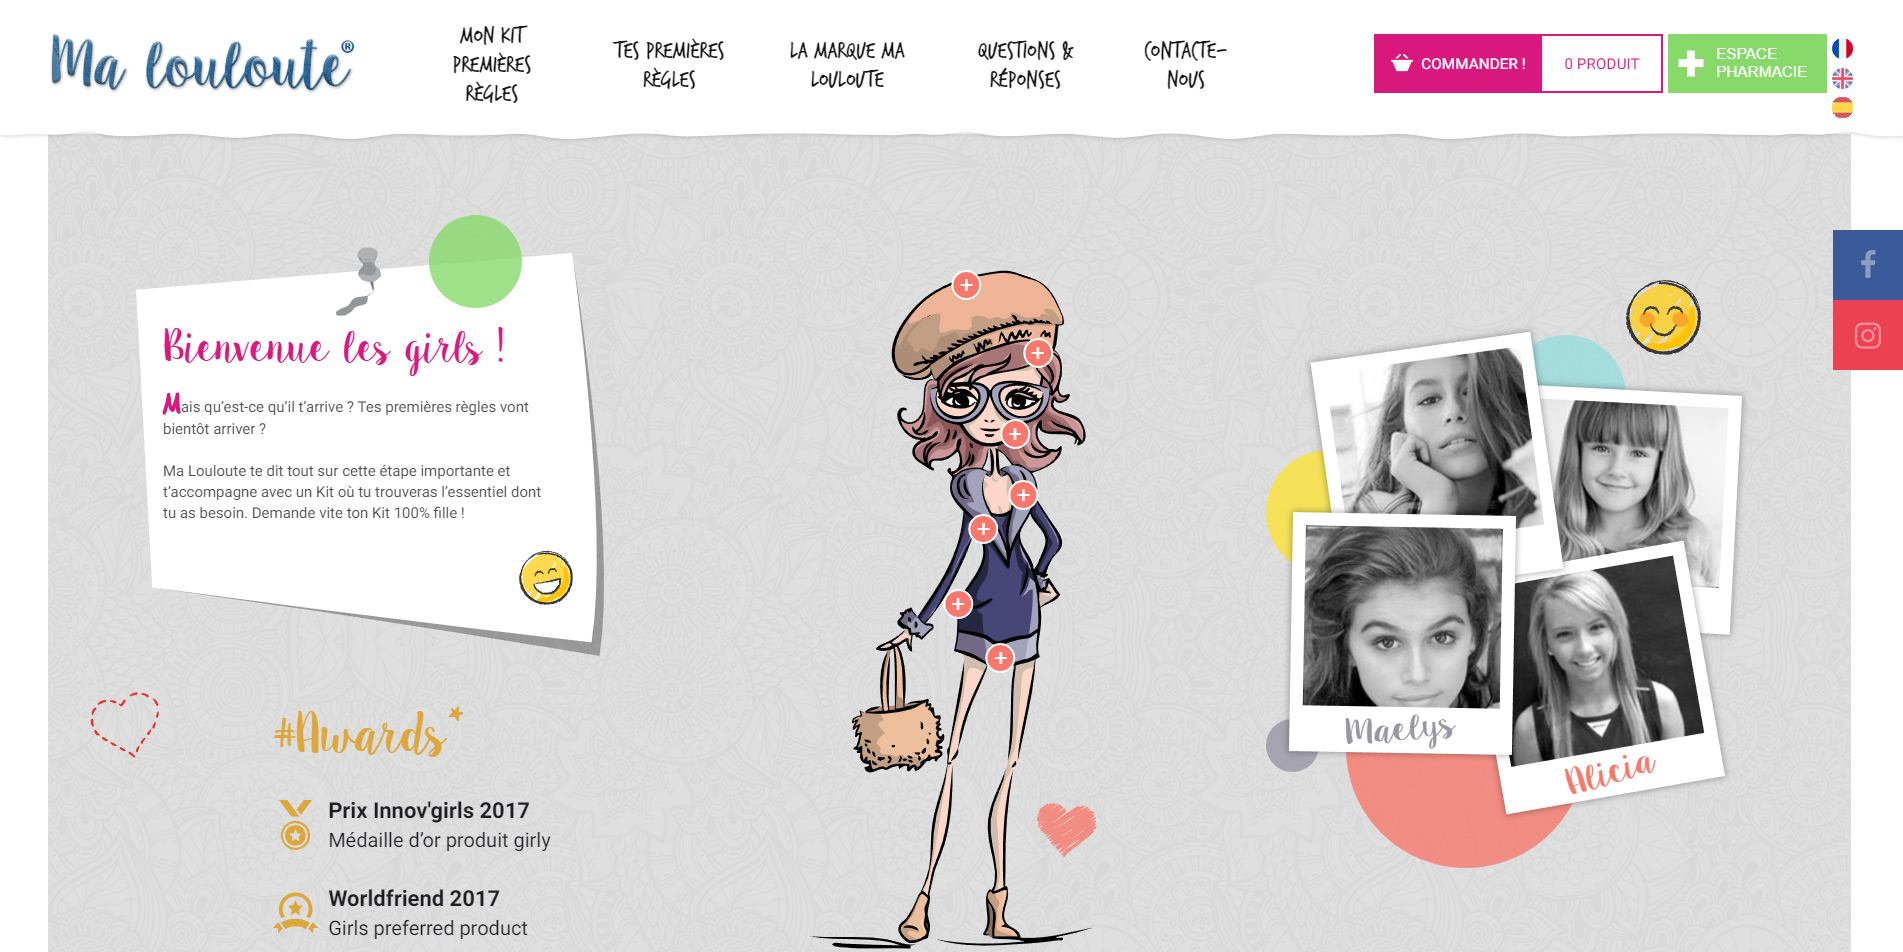 Ma louloute®
MON KIT
PREMIÈRES
RÈGLES
TES PREMIÈRES
RÈGLES
LA MARQUE MA
LOULOUTE
QUESTIONS &
RÉPONSES
CONTACTE-
NOUS
COMMANDER !
0 PRODUIT
ESPACE
PHARMACIE
Bienvenue les girls !
Mais qu’est-ce qu’il t’arrive ? Tes premières règles vont
bientôt arriver ?
Ma Louloute te dit tout sur cette étape importante et
t’accompagne avec un Kit où tu trouveras l’essentiel dont
tu as besoin. Demande vite ton Kit 100% fille !
#Awards
Prix Innov'girls 2017
Médaille d’or produit girly
Worldfriend 2017
Girls preferred product
Maelys
Alicia